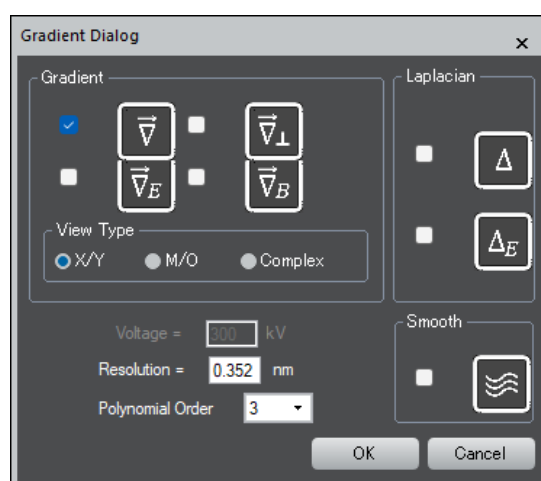 Gradient Dialog
×
Gradient
∇⃗
∇⃗⊥
∇⃗E
∇⃗B
View Type
X/Y M/O Complex
Laplacian
Δ
ΔE
Voltage = 300 kV
Resolution = 0.352 nm
Polynomial Order 3
Smooth
OK Cancel